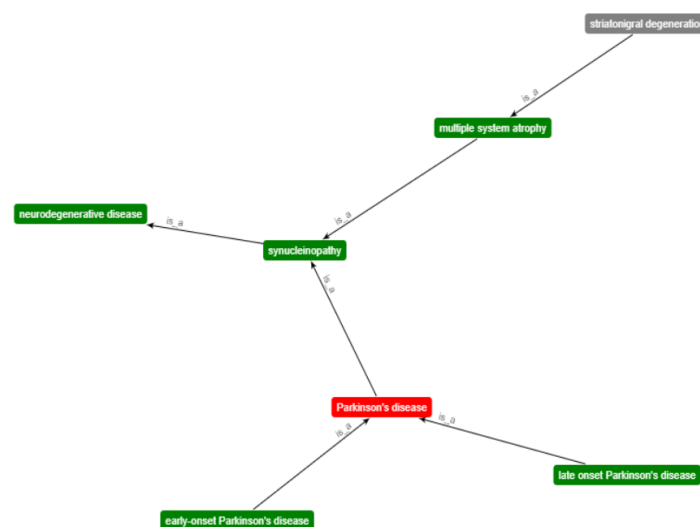 striatonigral degeneratio
is_a
multiple system atrophy
is_a
neurodegenerative disease
is_a
synucleinopathy
is_a
Parkinson's disease
is_a
is_a
late onset Parkinson's disease
early-onset Parkinson's disease